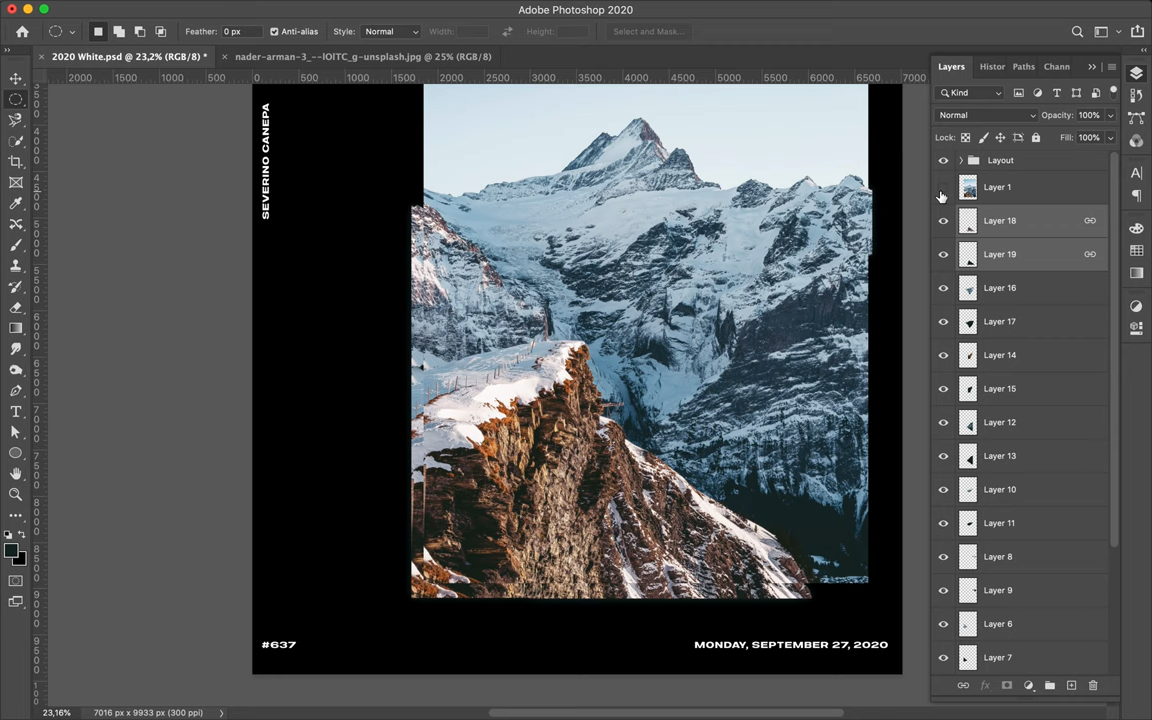 Adobe Photoshop 2020
Feather: 0 px Anti-alias Style: Normal Width: Height: Select and Mask...
2020 White.psd @ 23,2% (RGB/8) * nader-arman-3_--lOITC_g-unsplash.jpg @ 25% (RGB/8)
2000 1500 1000 500 0 500 1000 1500 2000 2500 3000 3500 4000 4500 5000 5500 6000 6500 7000
Layers Histor Paths Chann
Kind
Normal Opacity: 100%
Lock: Fill: 100%
Layout
Layer 1
Layer 18
Layer 19
Layer 16
Layer 17
Layer 14
Layer 15
Layer 12
Layer 13
Layer 10
Layer 11
Layer 8
Layer 9
Layer 6
Layer 7
SEVERINO CANEPA
#637 MONDAY, SEPTEMBER 27, 2020
23,16% 7016 px x 9933 px (300 ppi)